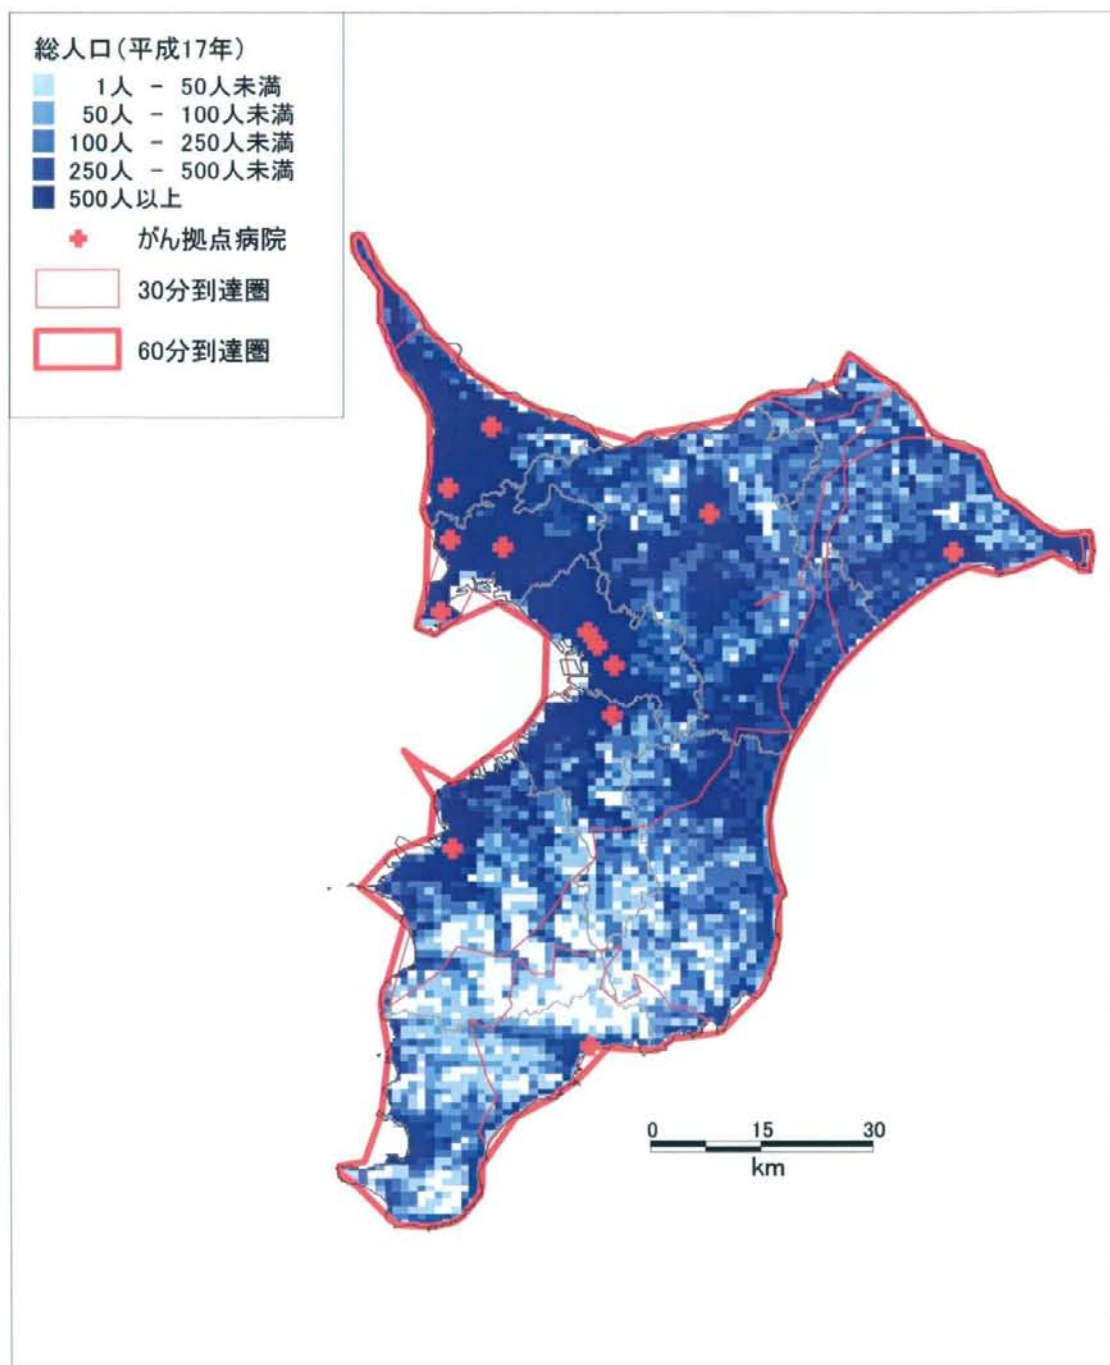 総人口(平成17年)
1人 - 50人未満
50人 - 100人未満
100人 - 250人未満
250人 - 500人未満
500人以上
がん拠点病院
30分到達圏
60分到達圏
0 15 30
km